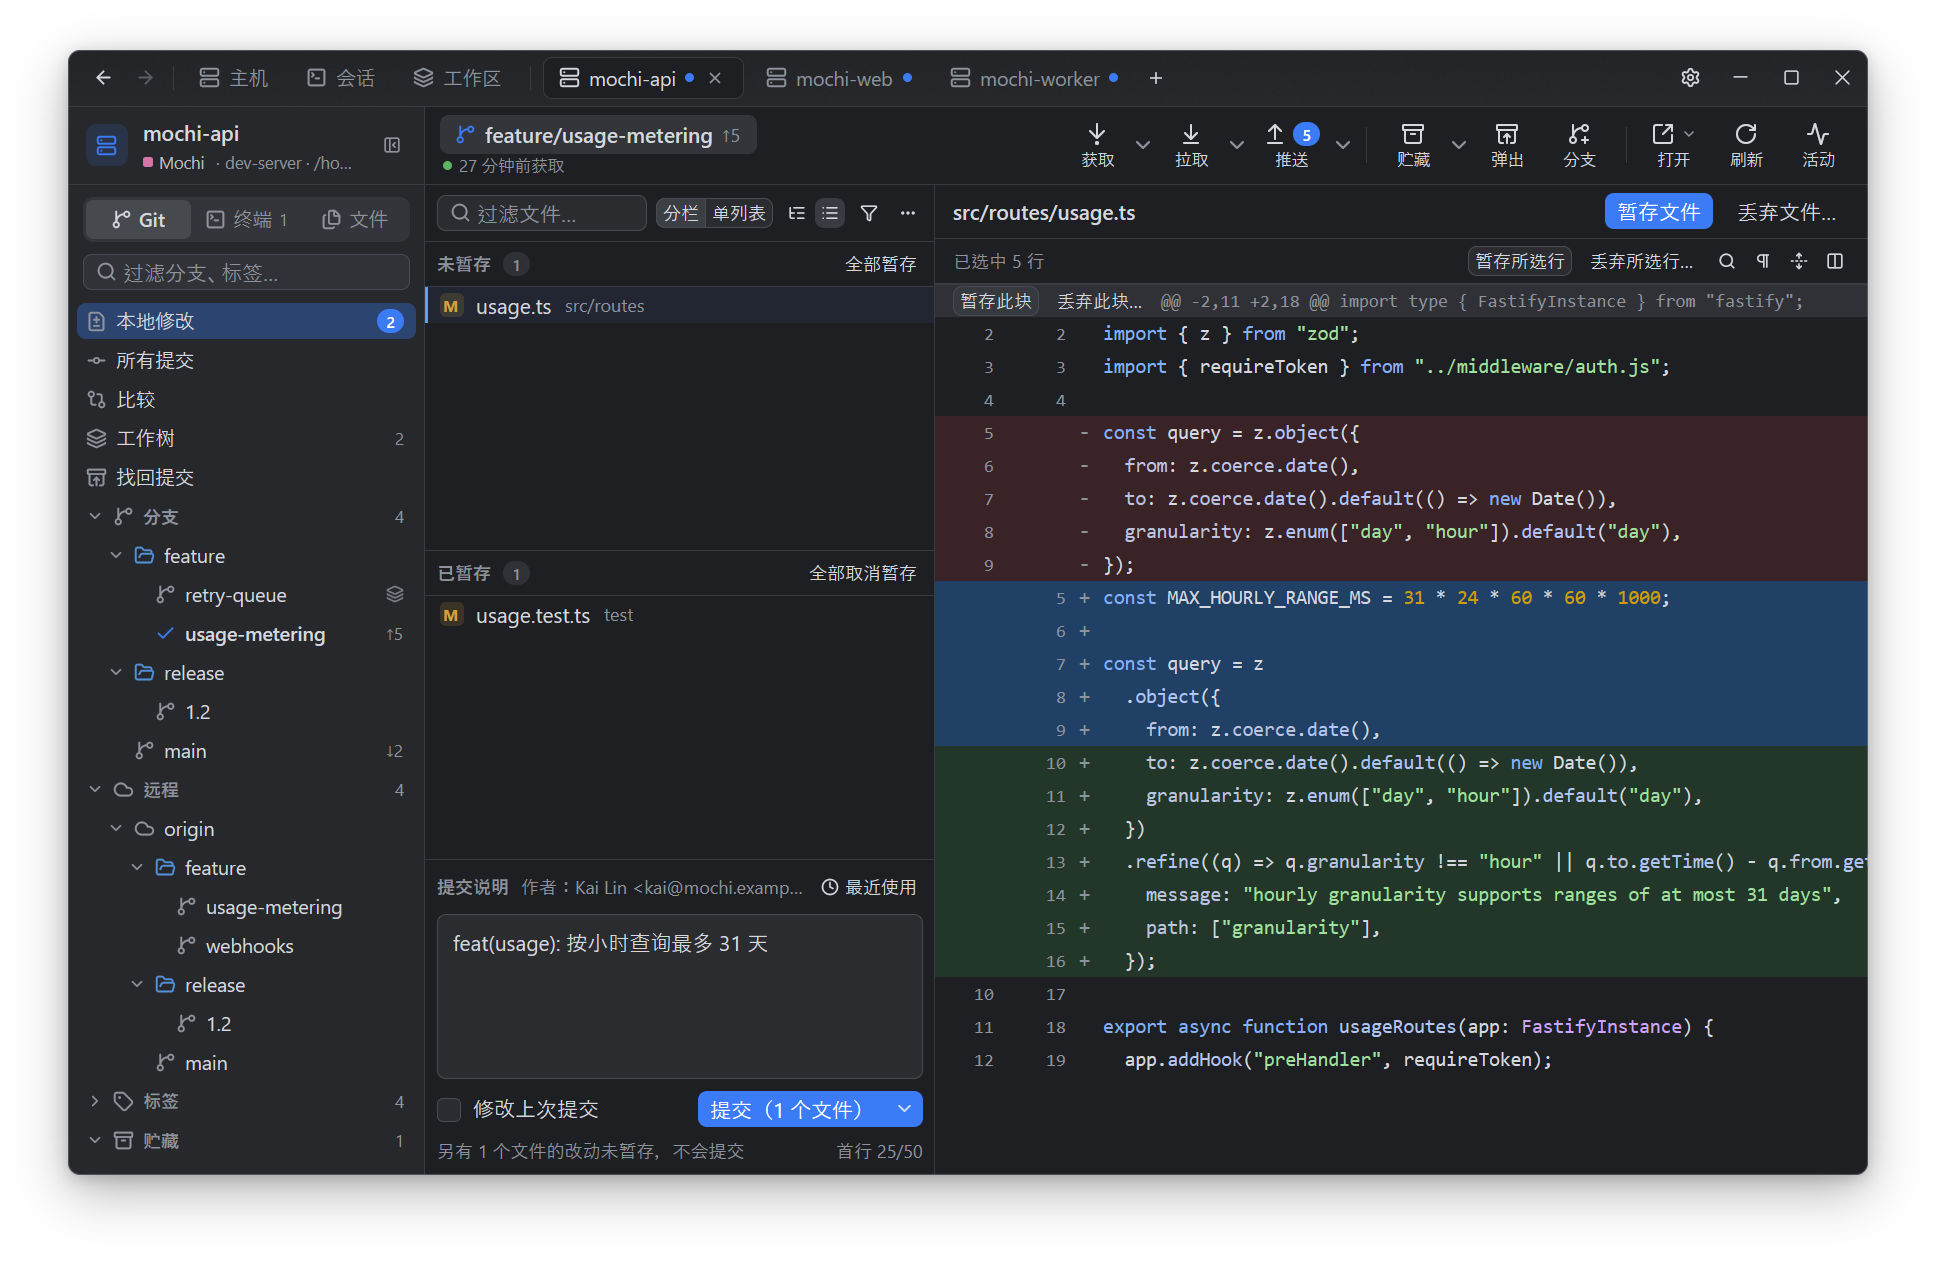 主机 会话 工作区 mochi-api mochi-web mochi-worker
mochi-api
Mochi · dev-server · /ho...
feature/usage-metering ↑5
27 分钟前获取
获取 拉取 推送 5 贮藏 弹出 分支 打开 刷新 活动
Git 终端 1 文件
过滤分支、标签...
本地修改 2
所有提交
比较
工作树 2
找回提交
分支 4
feature
retry-queue
usage-metering ↑5
release
1.2
main ↓2
远程 4
origin
feature
usage-metering
webhooks
release
1.2
main
标签 4
贮藏 1
过滤文件... 分栏 单列表
未暂存 1 全部暂存
M usage.ts src/routes
已暂存 1 全部取消暂存
M usage.test.ts test
提交说明 作者：Kai Lin <kai@mochi.examp... 最近使用
feat(usage): 按小时查询最多 31 天
修改上次提交 提交（1 个文件）
另有 1 个文件的改动未暂存，不会提交 首行 25/50
src/routes/usage.ts 暂存文件 丢弃文件...
已选中 5 行 暂存所选行 丢弃所选行...
暂存此块 丢弃此块... @@ -2,11 +2,18 @@ import type { FastifyInstance } from "fastify";
2 2 import { z } from "zod";
3 3 import { requireToken } from "../middleware/auth.js";
4 4
5 - const query = z.object({
6 - from: z.coerce.date(),
7 - to: z.coerce.date().default(() => new Date()),
8 - granularity: z.enum(["day", "hour"]).default("day"),
9 - });
5 + const MAX_HOURLY_RANGE_MS = 31 * 24 * 60 * 60 * 1000;
6 +
7 + const query = z
8 + .object({
9 + from: z.coerce.date(),
10 + to: z.coerce.date().default(() => new Date()),
11 + granularity: z.enum(["day", "hour"]).default("day"),
12 + })
13 + .refine((q) => q.granularity !== "hour" || q.to.getTime() - q.from.get
14 + message: "hourly granularity supports ranges of at most 31 days",
15 + path: ["granularity"],
16 + });
10 17
11 18 export async function usageRoutes(app: FastifyInstance) {
12 19 app.addHook("preHandler", requireToken);